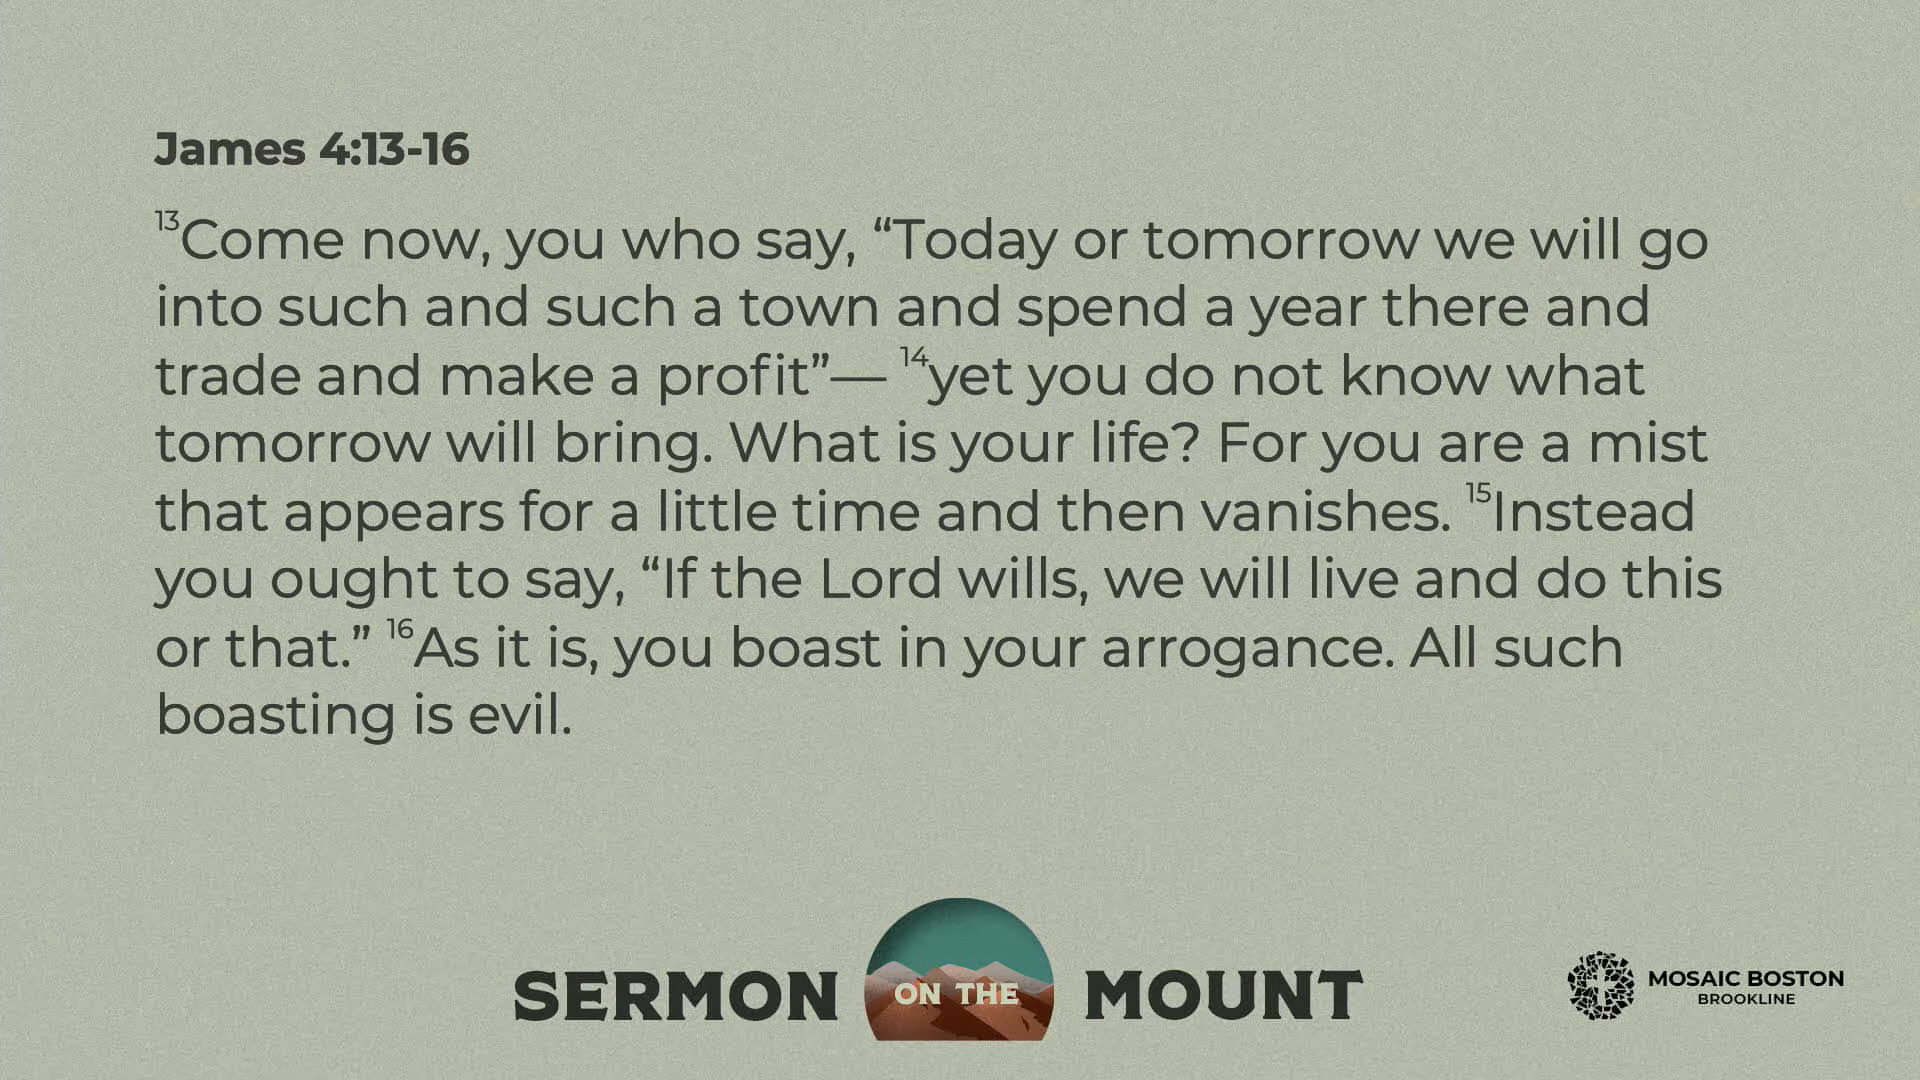 James 4:13-16
13Come now, you who say, “Today or tomorrow we will go
into such and such a town and spend a year there and
trade and make a profit”— 14yet you do not know what
tomorrow will bring. What is your life? For you are a mist
that appears for a little time and then vanishes. 15Instead
you ought to say, “If the Lord wills, we will live and do this
or that.” 16As it is, you boast in your arrogance. All such
boasting is evil.
SERMON ON THE MOUNT
MOSAIC BOSTON
BROOKLINE